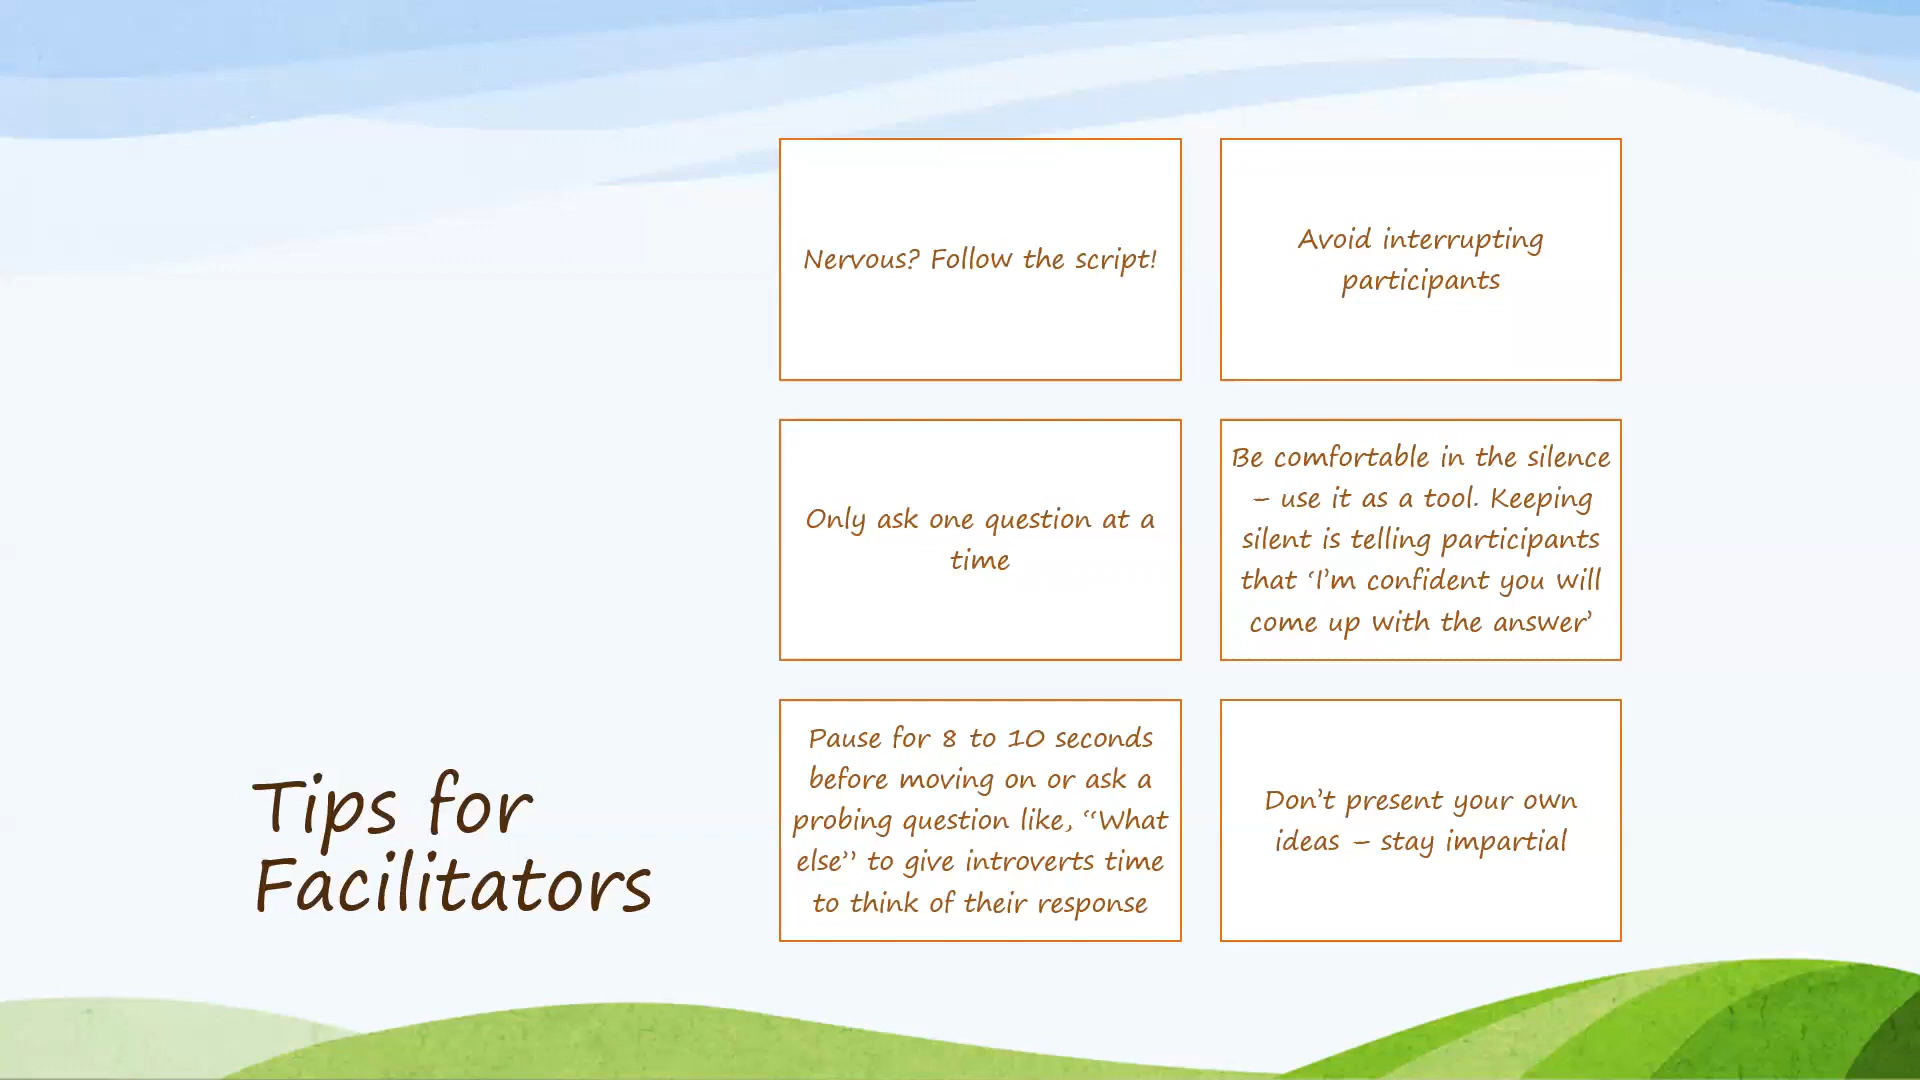 Tips for
Facilitators
Nervous? Follow the script!
Avoid interrupting
participants
Only ask one question at a
time
Be comfortable in the silence
– use it as a tool. Keeping
silent is telling participants
that ‘I’m confident you will
come up with the answer’
Pause for 8 to 10 seconds
before moving on or ask a
probing question like, “What
else” to give introverts time
to think of their response
Don’t present your own
ideas – stay impartial